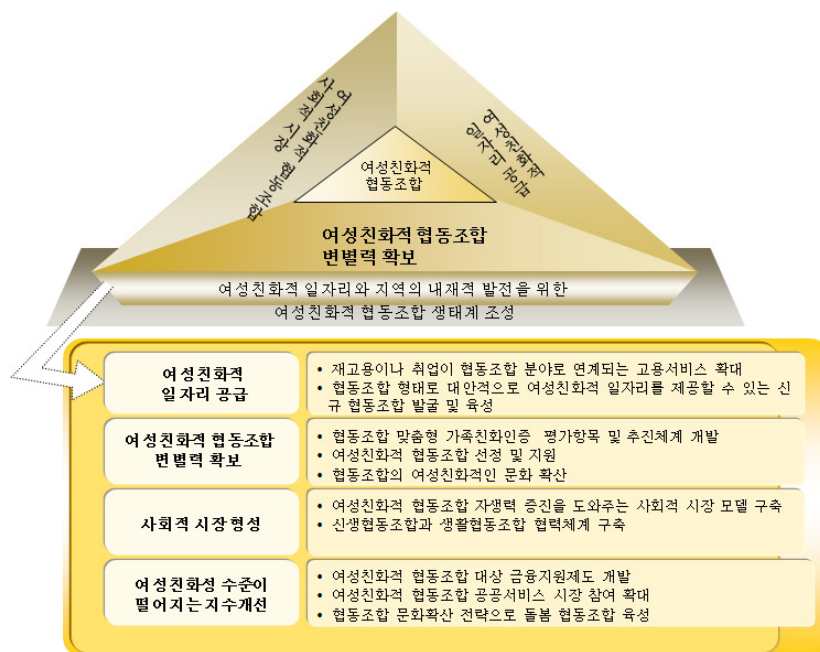 여성친화적
사회적 시장 협동조합
여성친화적
일자리 공급
여성친화적
협동조합
여성친화적 협동조합
변별력 확보
여성친화적 일자리와 지역의 내재적 발전을 위한
여성친화적 협동조합 생태계 조성
여성친화적
일자리 공급
• 재고용이나 취업이 협동조합 분야로 연계되는 고용서비스 확대
• 협동조합 형태로 대안적으로 여성친화적 일자리를 제공할 수 있는 신
규 협동조합 발굴 및 육성
여성친화적 협동조합
변별력 확보
• 협동조합 맞춤형 가족친화인증 평가항목 및 추진체계 개발
• 여성친화적 협동조합 선정 및 지원
• 협동조합의 여성친화적인 문화 확산
사회적 시장형성
• 여성친화적 협동조합 자생력 증진을 도와주는 사회적 시장 모델 구축
• 신생협동조합과 생활협동조합 협력체계 구축
여성친화성 수준이
떨어지는 지수개선
• 여성친화적 협동조합 대상 금융지원제도 개발
• 여성친화적 협동조합 공공서비스 시장 참여 확대
• 협동조합 문화확산 전략으로 돌봄 협동조합 육성